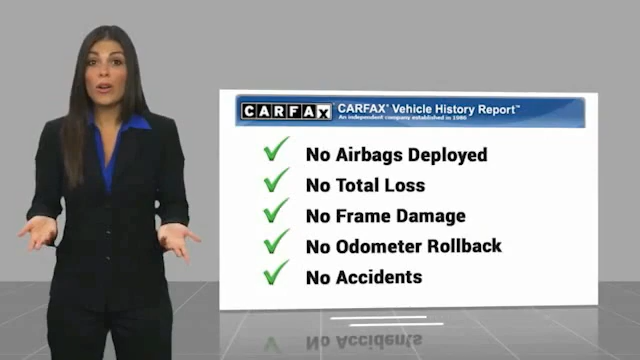 CARFAX CARFAX® Vehicle History Report™
An independent company established in 1986
No Airbags Deployed
No Total Loss
No Frame Damage
No Odometer Rollback
No Accidents